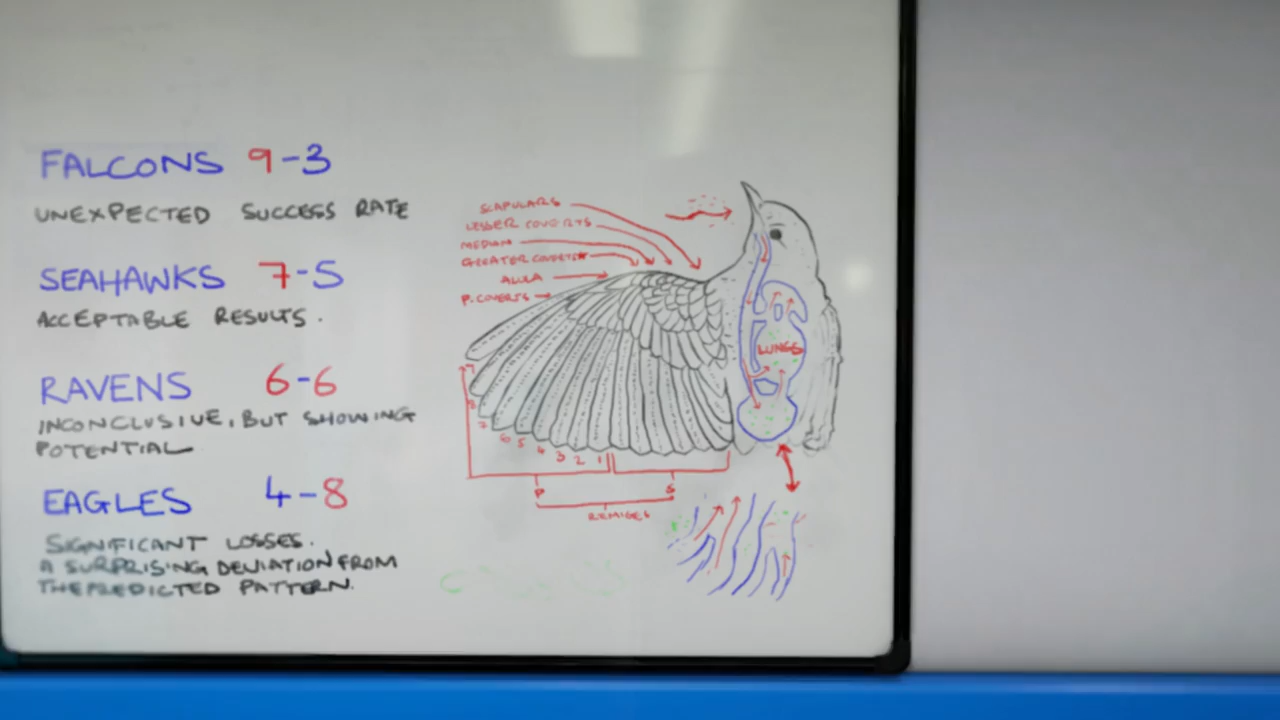 FALCONS 9-3
UNEXPECTED SUCCESS RATE
SEAHAWKS 7-5
ACCEPTABLE RESULTS.
RAVENS 6-6
INCONCLUSIVE, BUT SHOWING
POTENTIAL
EAGLES 4-8
SIGNIFICANT LOSSES.
A SURPRISING DEVIATION FROM
THE PREDICTED PATTERN.
SCAPULARS
LESSER COVERTS
MEDIAN
GREATER COVERTS
ALULA
P. COVERTS
LUNGS
8
7
6
5
4
3
2
1
P
S
REMIGES